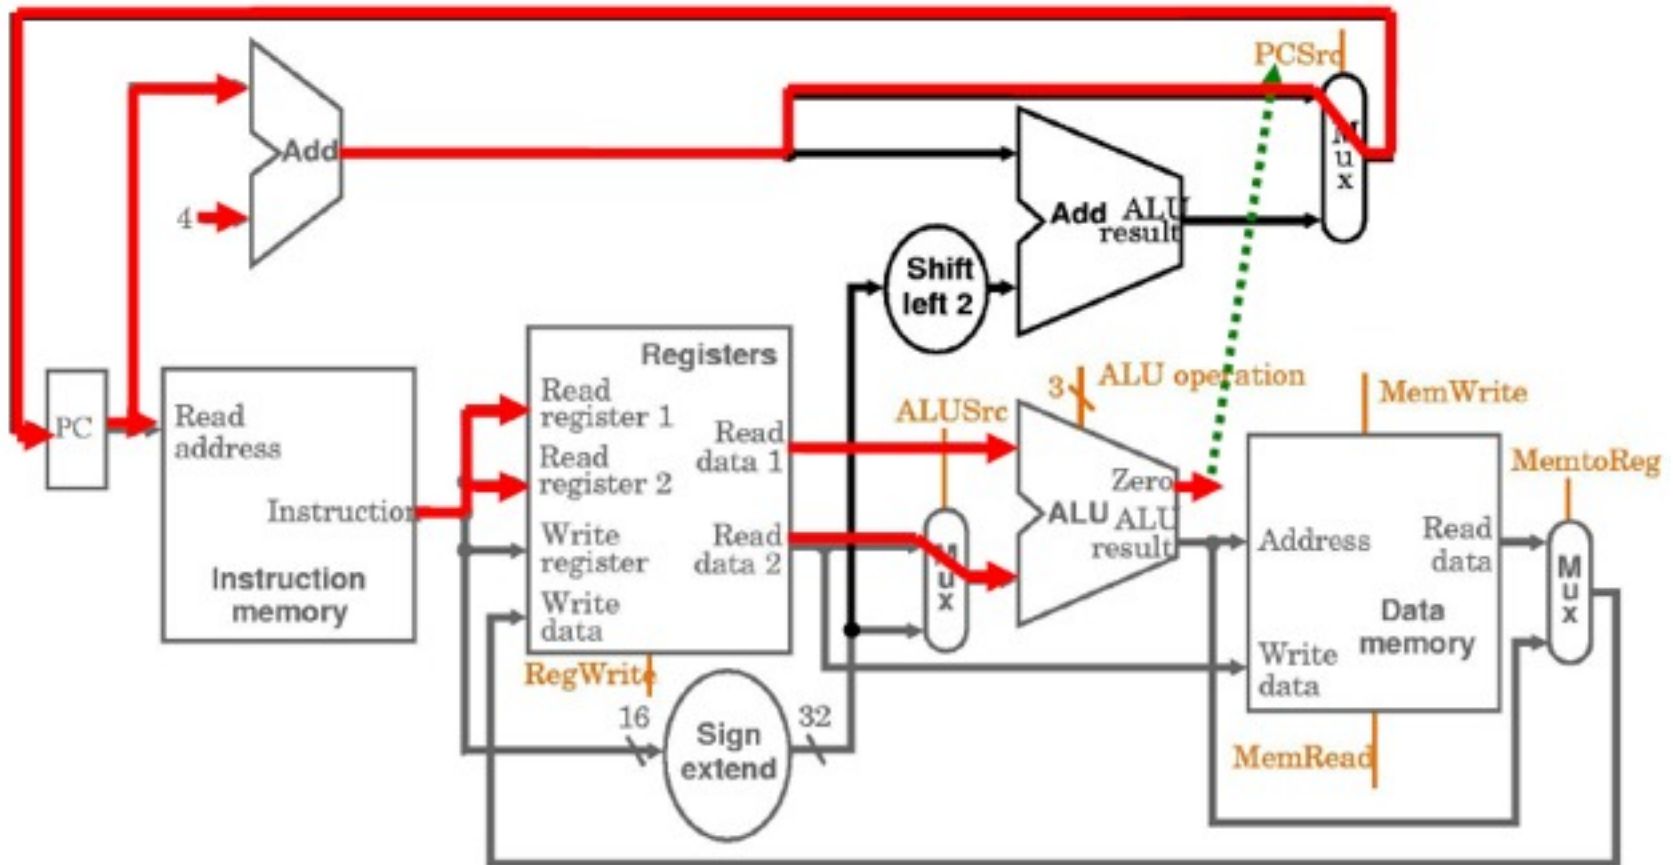 PCSrc
Add
4
M
u
x
Add
ALU
result
Shift
left 2
PC
Read
address
Instruction
Instruction
memory
Registers
Read
register 1
Read
register 2
Write
register
Write
data
Read
data 1
Read
data 2
RegWrite
16
Sign
extend
32
ALUSrc
M
u
x
3
ALU operation
Zero
ALU
ALU
result
MemWrite
Address
Read
data
Data
memory
Write
data
MemRead
MemtoReg
M
u
x